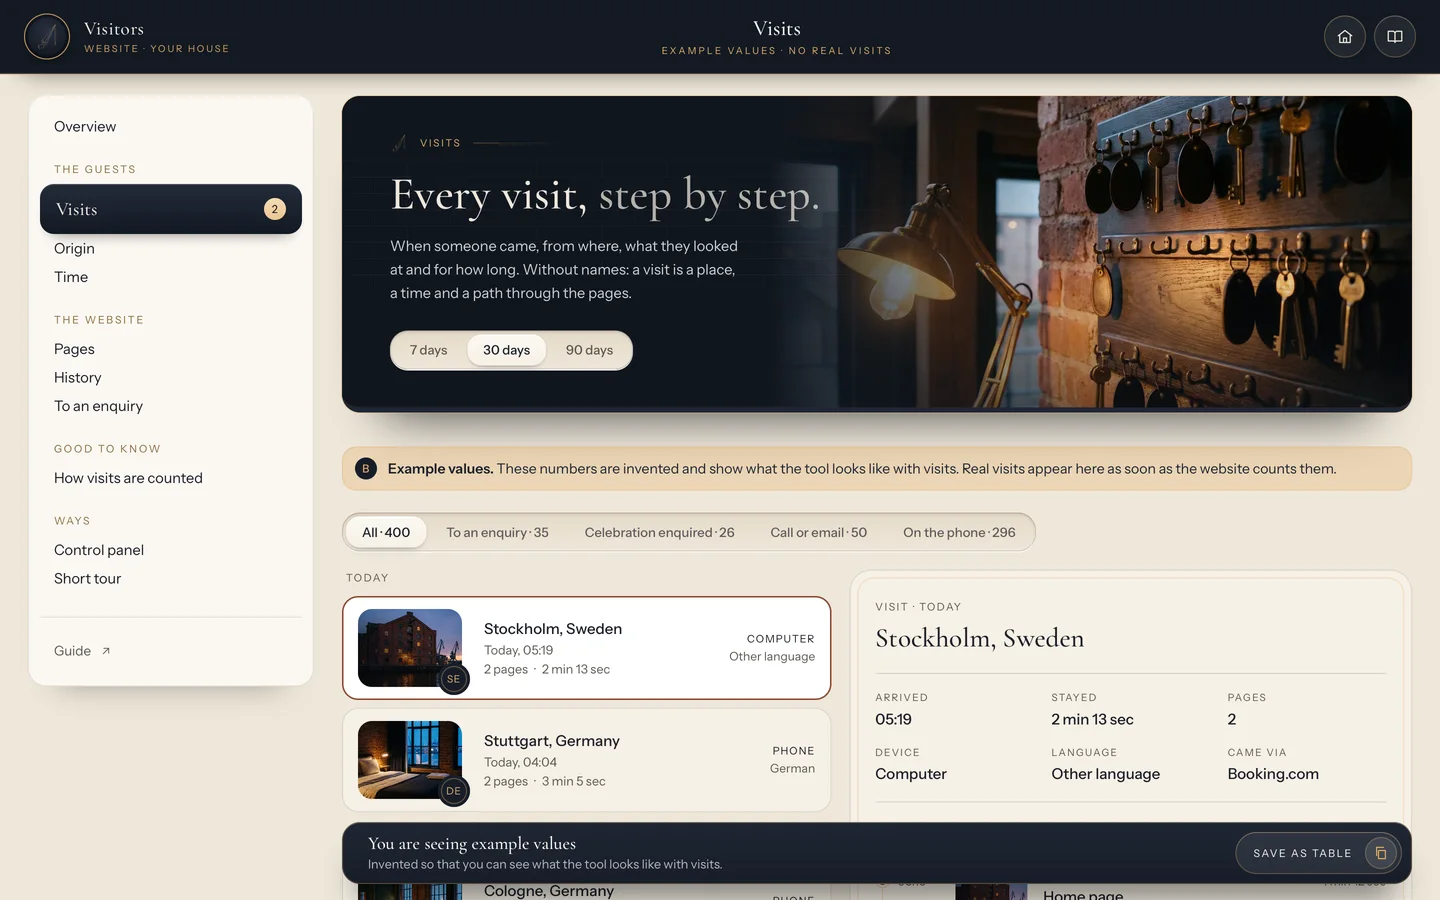 Visitors
WEBSITE · YOUR HOUSE
Visits
EXAMPLE VALUES · NO REAL VISITS
Overview
THE GUESTS
Visits 2
Origin
Time
THE WEBSITE
Pages
History
To an enquiry
GOOD TO KNOW
How visits are counted
WAYS
Control panel
Short tour
Guide
VISITS
Every visit, step by step.
When someone came, from where, what they looked
at and for how long. Without names: a visit is a place,
a time and a path through the pages.
7 days 30 days 90 days
B Example values. These numbers are invented and show what the tool looks like with visits. Real visits appear here as soon as the website counts them.
All · 400 To an enquiry · 35 Celebration enquired · 26 Call or email · 50 On the phone · 296
TODAY
Stockholm, Sweden
Today, 05:19
2 pages · 2 min 13 sec
COMPUTER
Other language
SE
Stuttgart, Germany
Today, 04:04
2 pages · 3 min 5 sec
PHONE
German
DE
Cologne, Germany
PHONE
VISIT · TODAY
Stockholm, Sweden
ARRIVED STAYED PAGES
05:19 2 min 13 sec 2
DEVICE LANGUAGE CAME VIA
Computer Other language Booking.com
Home page
You are seeing example values
Invented so that you can see what the tool looks like with visits.
SAVE AS TABLE